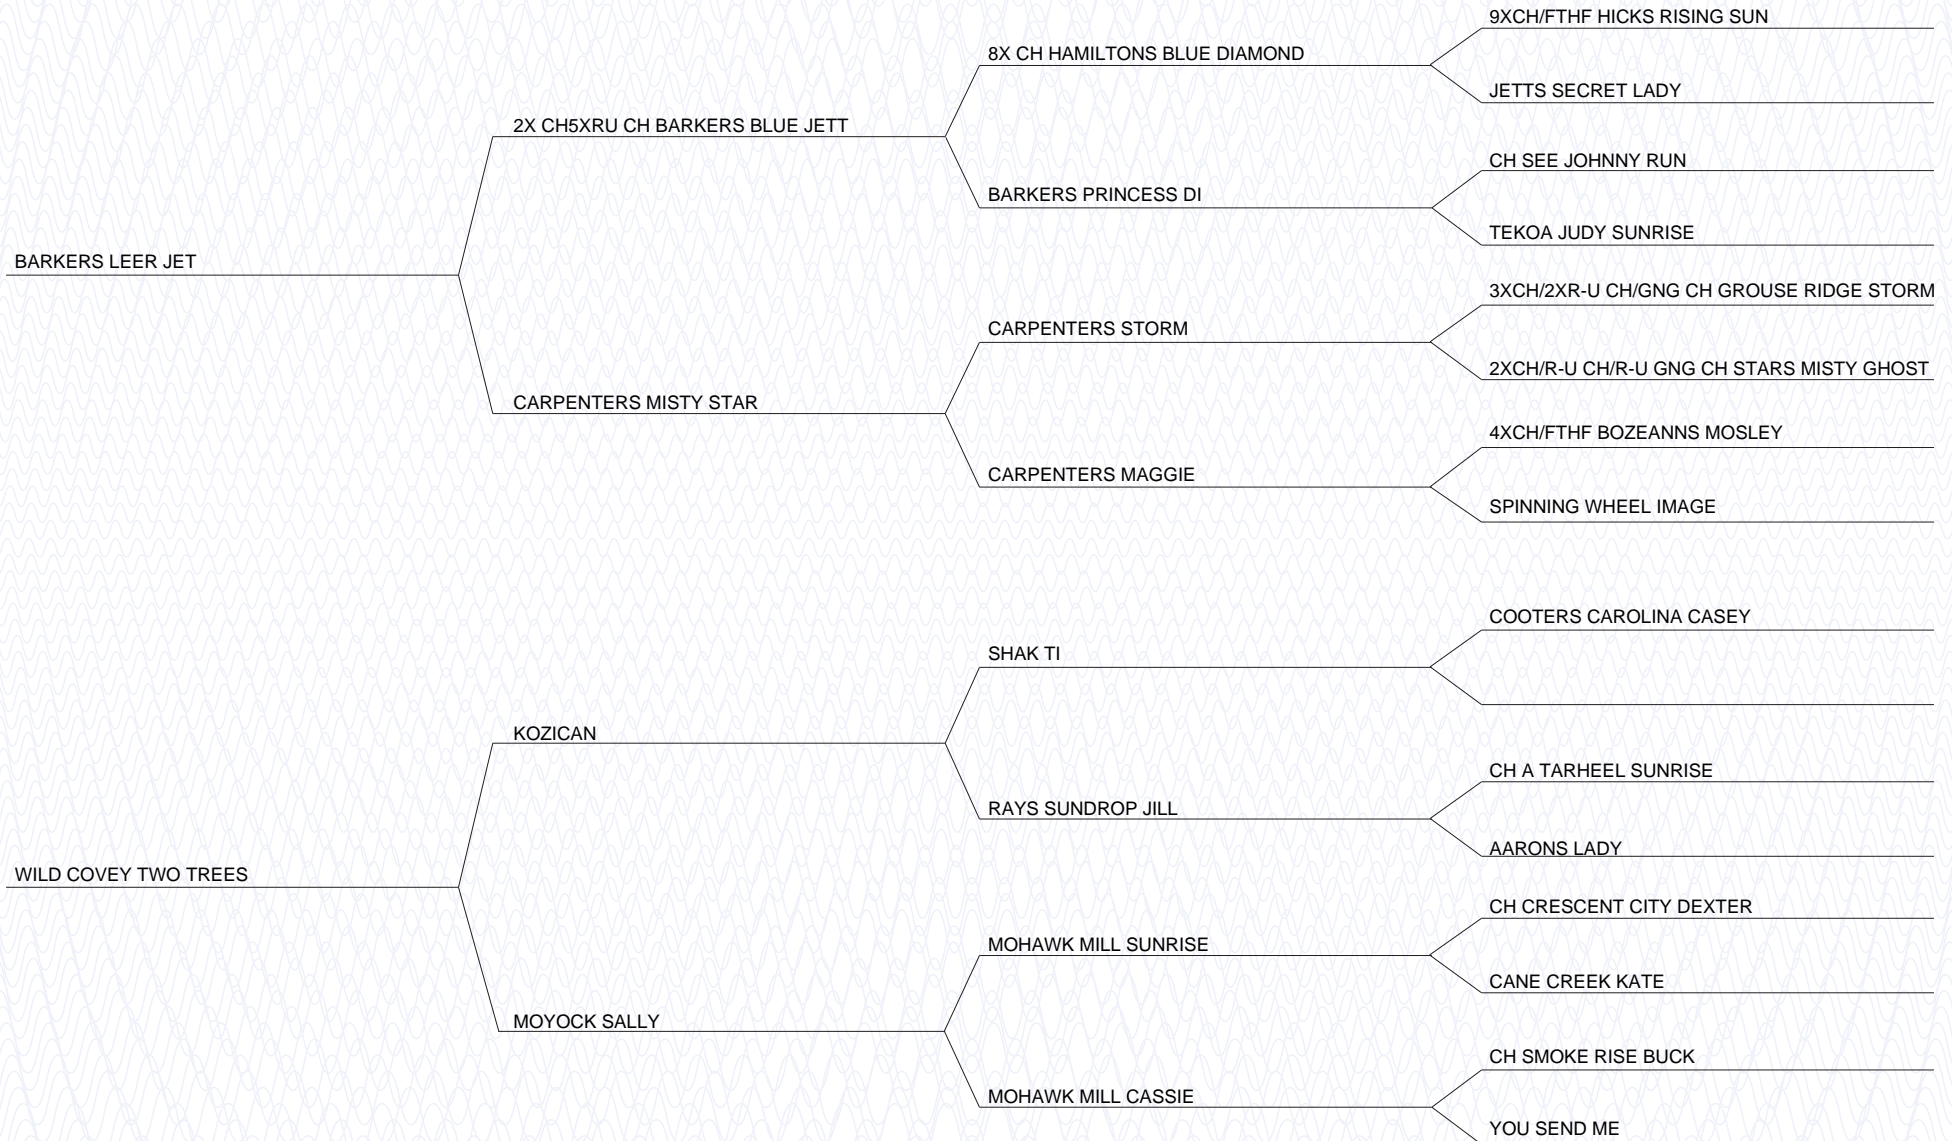 9XCH/FTHF HICKS RISING SUN
8X CH HAMILTONS BLUE DIAMOND
JETTS SECRET LADY
2X CH5XRU CH BARKERS BLUE JETT
CH SEE JOHNNY RUN
BARKERS PRINCESS DI
TEKOA JUDY SUNRISE
BARKERS LEER JET
3XCH/2XR-U CH/GNG CH GROUSE RIDGE STORM
CARPENTERS STORM
2XCH/R-U CH/R-U GNG CH STARS MISTY GHOST
CARPENTERS MISTY STAR
4XCH/FTHF BOZEANNS MOSLEY
CARPENTERS MAGGIE
SPINNING WHEEL IMAGE
COOTERS CAROLINA CASEY
SHAK TI
KOZICAN
CH A TARHEEL SUNRISE
RAYS SUNDROP JILL
AARONS LADY
WILD COVEY TWO TREES
CH CRESCENT CITY DEXTER
MOHAWK MILL SUNRISE
CANE CREEK KATE
MOYOCK SALLY
CH SMOKE RISE BUCK
MOHAWK MILL CASSIE
YOU SEND ME